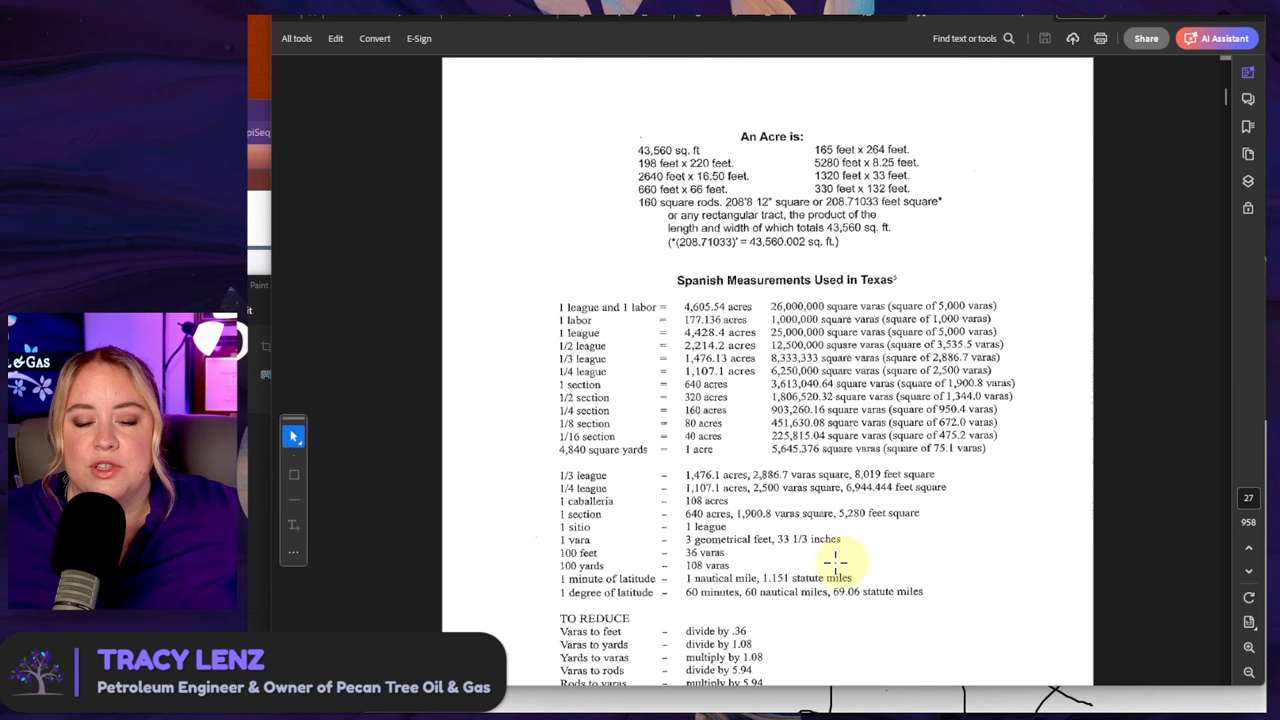 All tools Edit Convert E-Sign Find text or tools Share AI Assistant
An Acre is:
43,560 sq. ft 165 feet x 264 feet.
198 feet x 220 feet. 5280 feet x 8.25 feet.
2640 feet x 16.50 feet. 1320 feet x 33 feet.
660 feet x 66 feet. 330 feet x 132 feet.
160 square rods. 208'8 12" square or 208.71033 feet square*
or any rectangular tract, the product of the
length and width of which totals 43,560 sq. ft.
(*(208.71033)' = 43,560.002 sq. ft.)
Spanish Measurements Used in Texas⁵
1 league and 1 labor = 4,605.54 acres 26,000,000 square varas (square of 5,000 varas)
1 labor = 177.136 acres 1,000,000 square varas (square of 1,000 varas)
1 league = 4,428.4 acres 25,000,000 square varas (square of 5,000 varas)
1/2 league = 2,214.2 acres 12,500,000 square varas (square of 3,535.5 varas)
1/3 league = 1,476.13 acres 8,333,333 square varas (square of 2,886.7 varas)
1/4 league = 1,107.1 acres 6,250,000 square varas (square of 2,500 varas)
1 section = 640 acres 3,613,040.64 square varas (square of 1,900.8 varas)
1/2 section = 320 acres 1,806,520.32 square varas (square of 1,344.0 varas)
1/4 section = 160 acres 903,260.16 square varas (square of 950.4 varas)
1/8 section = 80 acres 451,630.08 square varas (square of 672.0 varas)
1/16 section = 40 acres 225,815.04 square varas (square of 475.2 varas)
4,840 square yards = 1 acre 5,645.376 square varas (square of 75.1 varas)
1/3 league – 1,476.1 acres, 2,886.7 varas square, 8,019 feet square
1/4 league – 1,107.1 acres, 2,500 varas square, 6,944.444 feet square
1 caballeria – 108 acres
1 section – 640 acres, 1,900.8 varas square, 5,280 feet square
1 sitio – 1 league
1 vara – 3 geometrical feet, 33 1/3 inches
100 feet – 36 varas
100 yards – 108 varas
1 minute of latitude – 1 nautical mile, 1.151 statute miles
1 degree of latitude – 60 minutes, 60 nautical miles, 69.06 statute miles
TO REDUCE
Varas to feet – divide by .36
Varas to yards – divide by 1.08
Yards to varas – multiply by 1.08
Varas to rods – divide by 5.94
Rods to varas – multiply by 5.94
27
958
Paint
TRACY LENZ
Petroleum Engineer & Owner of Pecan Tree Oil & Gas